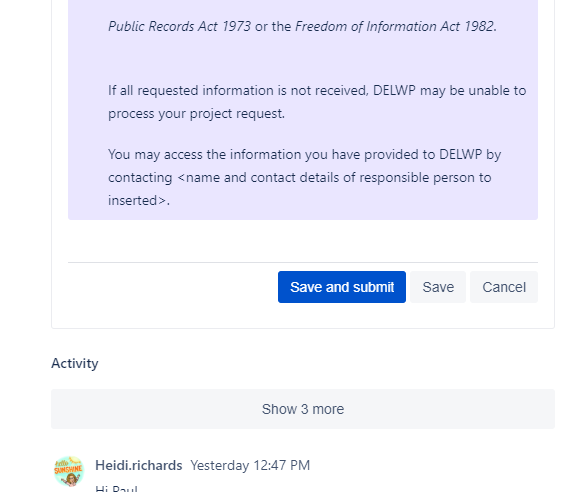 Public Records Act 1973 or the Freedom of Information Act 1982.
If all requested information is not received, DELWP may be unable to
process your project request.
You may access the information you have provided to DELWP by
contacting <name and contact details of responsible person to
inserted>.
Save and submit Save Cancel
Activity
Show 3 more
hello
SUNSHINE
Heidi.richards Yesterday 12:47 PM
Hi Paul